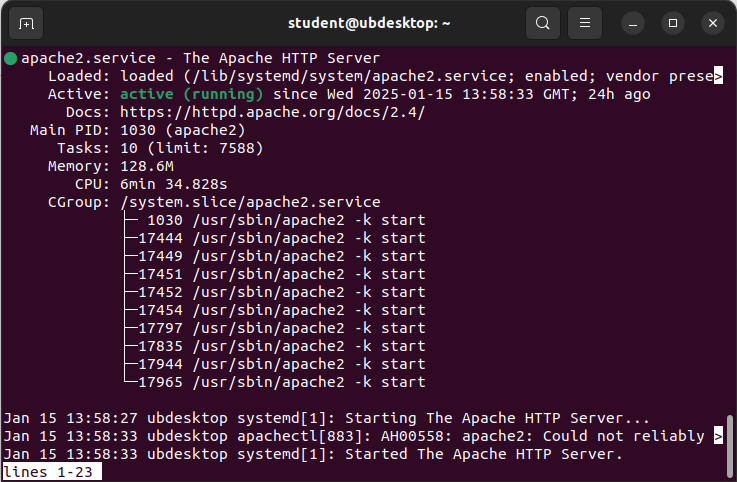 student@ubdesktop: ~
apache2.service - The Apache HTTP Server
Loaded: loaded (/lib/systemd/system/apache2.service; enabled; vendor prese>
Active: active (running) since Wed 2025-01-15 13:58:33 GMT; 24h ago
Docs: https://httpd.apache.org/docs/2.4/
Main PID: 1030 (apache2)
Tasks: 10 (limit: 7588)
Memory: 128.6M
CPU: 6min 34.828s
CGroup: /system.slice/apache2.service
├─ 1030 /usr/sbin/apache2 -k start
├─17444 /usr/sbin/apache2 -k start
├─17449 /usr/sbin/apache2 -k start
├─17451 /usr/sbin/apache2 -k start
├─17452 /usr/sbin/apache2 -k start
├─17454 /usr/sbin/apache2 -k start
├─17797 /usr/sbin/apache2 -k start
├─17835 /usr/sbin/apache2 -k start
├─17944 /usr/sbin/apache2 -k start
└─17965 /usr/sbin/apache2 -k start
Jan 15 13:58:27 ubdesktop systemd[1]: Starting The Apache HTTP Server...
Jan 15 13:58:33 ubdesktop apachectl[883]: AH00558: apache2: Could not reliably >
Jan 15 13:58:33 ubdesktop systemd[1]: Started The Apache HTTP Server.
lines 1-23